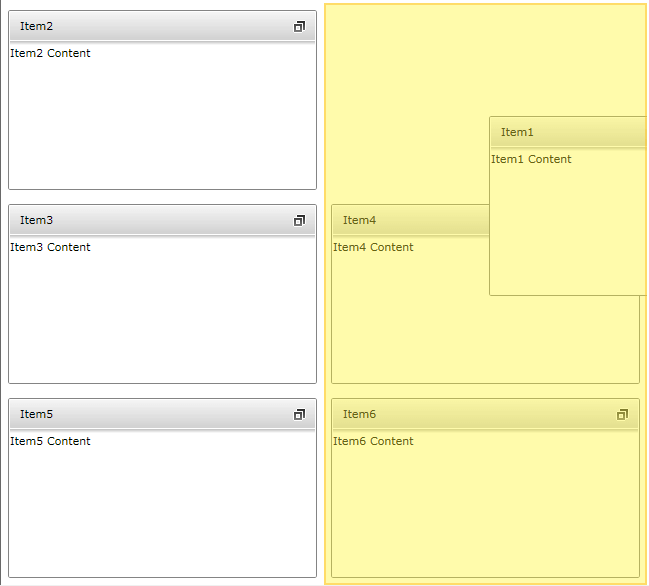 Item2
Item2 Content
Item1
Item1 Content
Item3
Item3 Content
Item4
Item4 Content
Item5
Item5 Content
Item6
Item6 Content